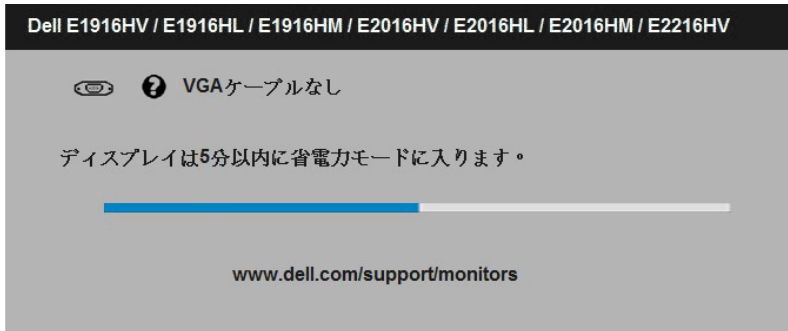 Dell E1916HV / E1916HL / E1916HM / E2016HV / E2016HL / E2016HM / E2216HV
VGAケーブルなし
ディスプレイは5分以内に省電力モードに入ります。
www.dell.com/support/monitors